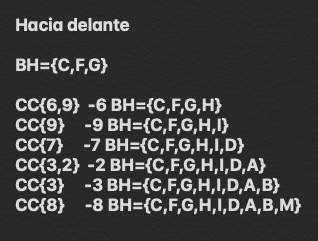 Hacia delante
BH={C,F,G}
CC{6,9} -6 BH={C,F,G,H}
CC{9} -9 BH={C,F,G,H,I}
CC{7} -7 BH={C,F,G,H,I,D}
CC{3,2} -2 BH={C,F,G,H,I,D,A}
CC{3} -3 BH={C,F,G,H,I,D,A,B}
CC{8} -8 BH={C,F,G,H,I,D,A,B,M}